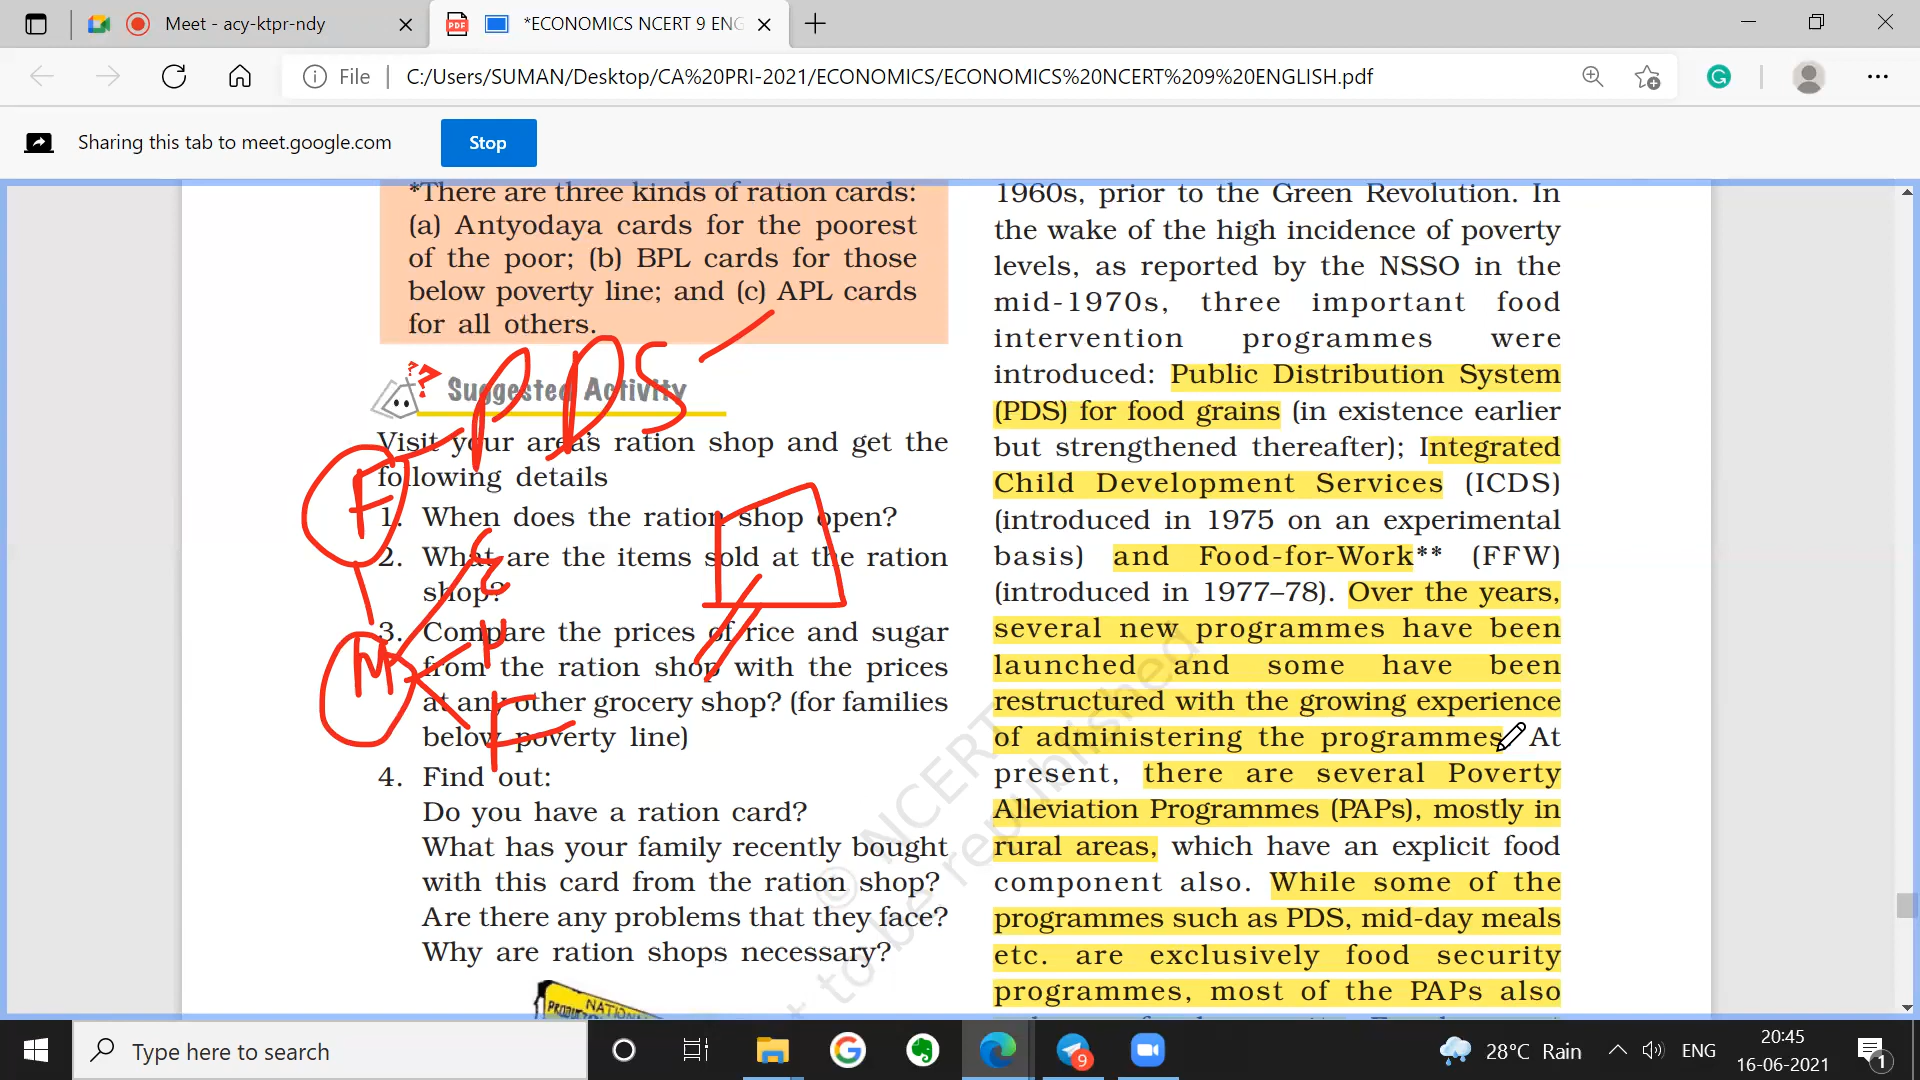 Meet - acy-ktpr-ndy
*ECONOMICS NCERT 9 ENG
File
C:/Users/SUMAN/Desktop/CA%20PRI-2021/ECONOMICS/ECONOMICS%20NCERT%209%20ENGLISH.pdf
Sharing this tab to meet.google.com
Stop
*There are three kinds of ration cards:
(a) Antyodaya cards for the poorest
of the poor; (b) BPL cards for those
below poverty line; and (c) APL cards
for all others.
PDS
Suggested Activity
Visit your area's ration shop and get the
following details
1. When does the ration shop open?
2. What are the items sold at the ration
shop?
3. Compare the prices of rice and sugar
from the ration shop with the prices
at any other grocery shop? (for families
below poverty line)
4. Find out:
Do you have a ration card?
What has your family recently bought
with this card from the ration shop?
Are there any problems that they face?
Why are ration shops necessary?
F
M
F
NATIONAL
1960s, prior to the Green Revolution. In
the wake of the high incidence of poverty
levels, as reported by the NSSO in the
mid-1970s, three important food
intervention programmes were
introduced: Public Distribution System
(PDS) for food grains (in existence earlier
but strengthened thereafter); Integrated
Child Development Services (ICDS)
(introduced in 1975 on an experimental
basis) and Food-for-Work** (FFW)
(introduced in 1977–78). Over the years,
several new programmes have been
launched and some have been
restructured with the growing experience
of administering the programmes At
present, there are several Poverty
Alleviation Programmes (PAPs), mostly in
rural areas, which have an explicit food
component also. While some of the
programmes such as PDS, mid-day meals
etc. are exclusively food security
programmes, most of the PAPs also
© NCERT
to be republished
Type here to search
9
28°C Rain
ENG
20:45
16-06-2021
1